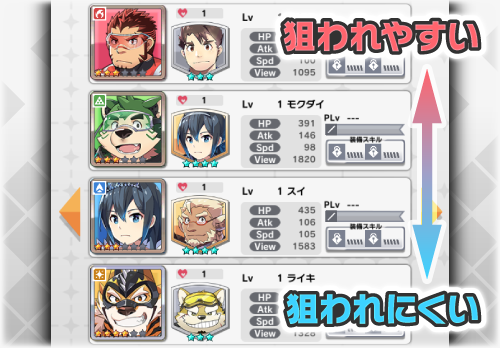 1 Lv
狙われやすい
HP
Atk
Spd 100
View 1095
1 Lv 1 モクダイ
HP 391 PLv ---
Atk 146
Spd 98 装備スキル
View 1820
1 Lv 1 スイ
HP 435 PLv ---
Atk 106
Spd 105 装備スキル
View 1583
1 Lv 1 ライキ
狙われにくい
HP
Atk
Spd
View 1328